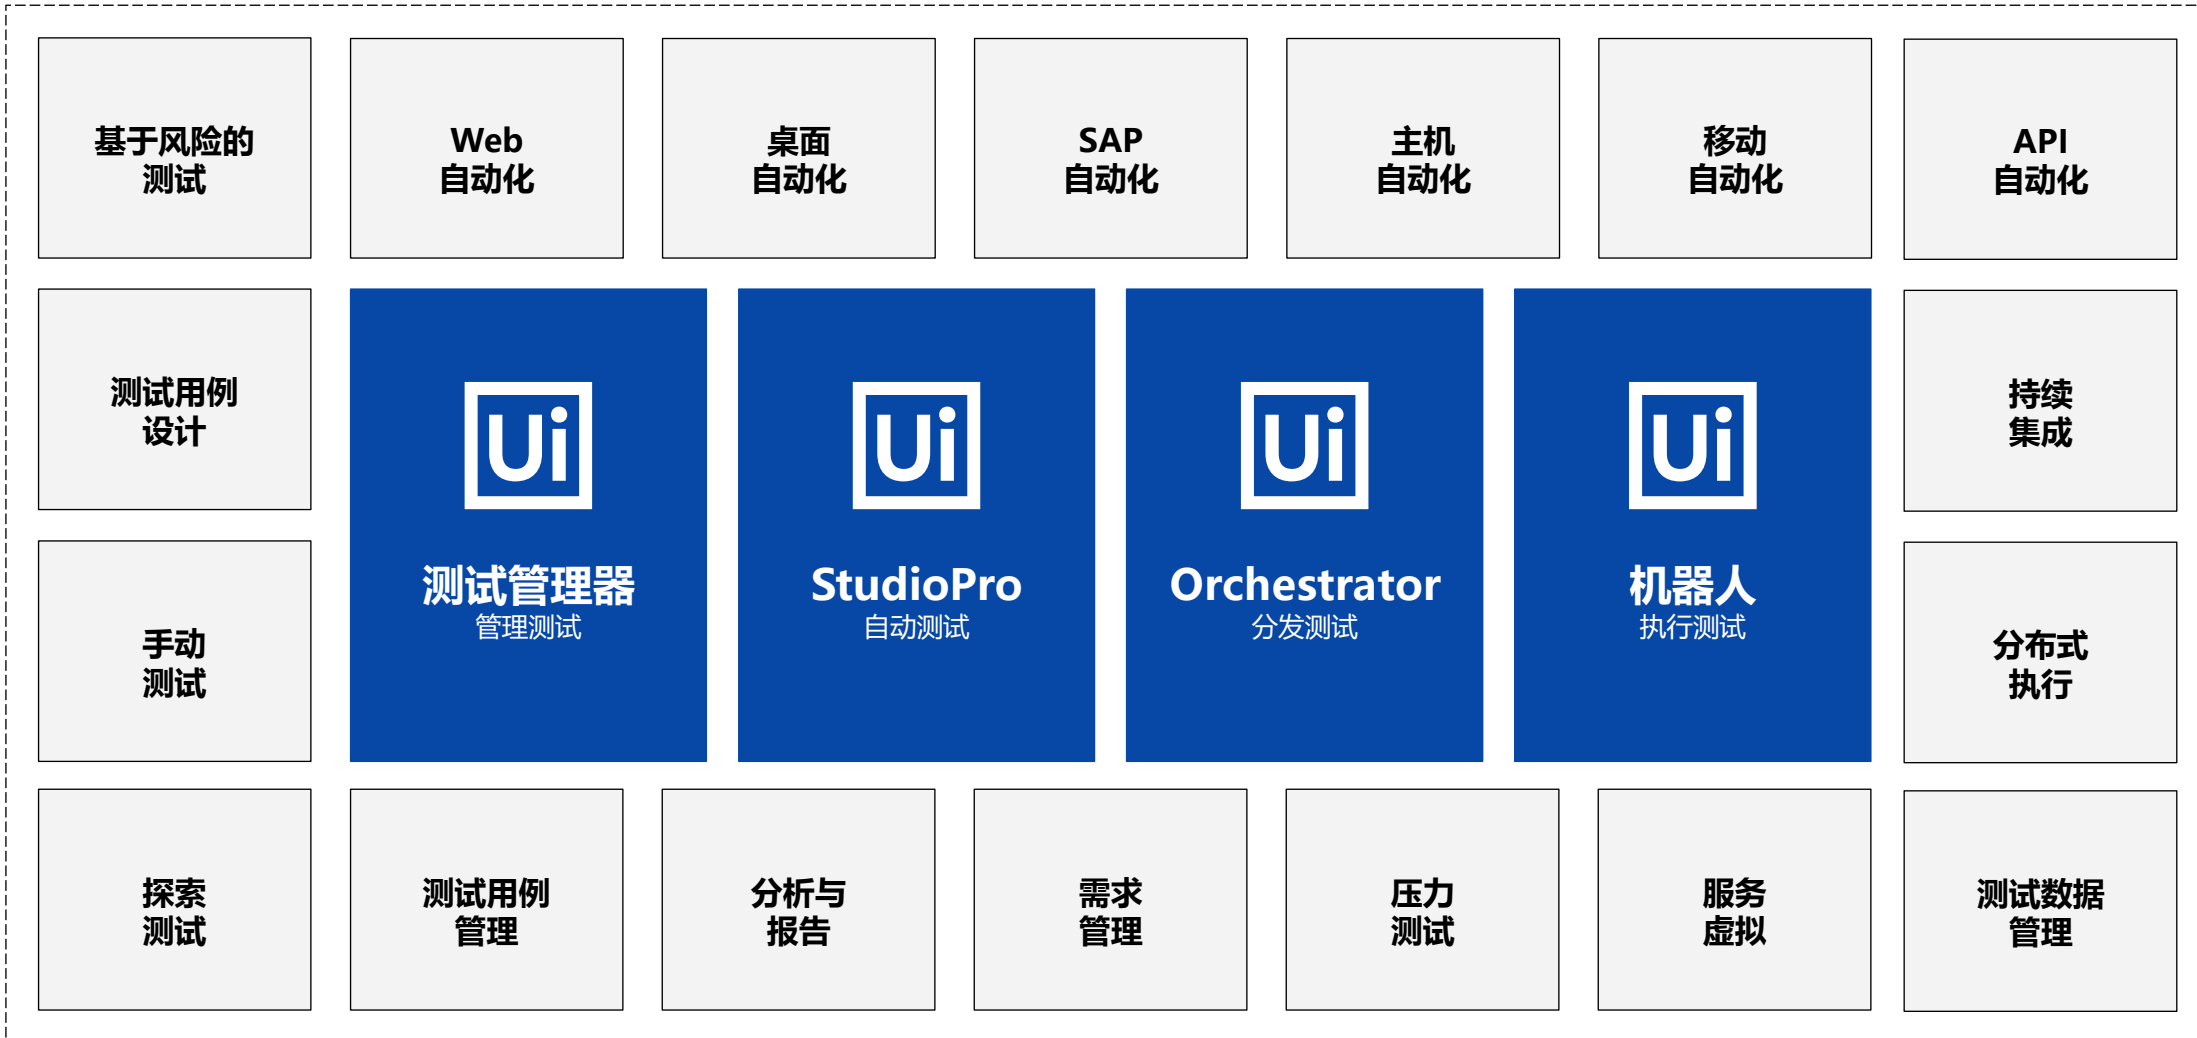 基于风险的
测试
Web
自动化
桌面
自动化
SAP
自动化
主机
自动化
移动
自动化
API
自动化
测试用例
设计
手动
测试
Ui
测试管理器
管理测试
Ui
StudioPro
自动测试
Ui
Orchestrator
分发测试
Ui
机器人
执行测试
持续
集成
分布式
执行
探索
测试
测试用例
管理
分析与
报告
需求
管理
压力
测试
服务
虚拟
测试数据
管理